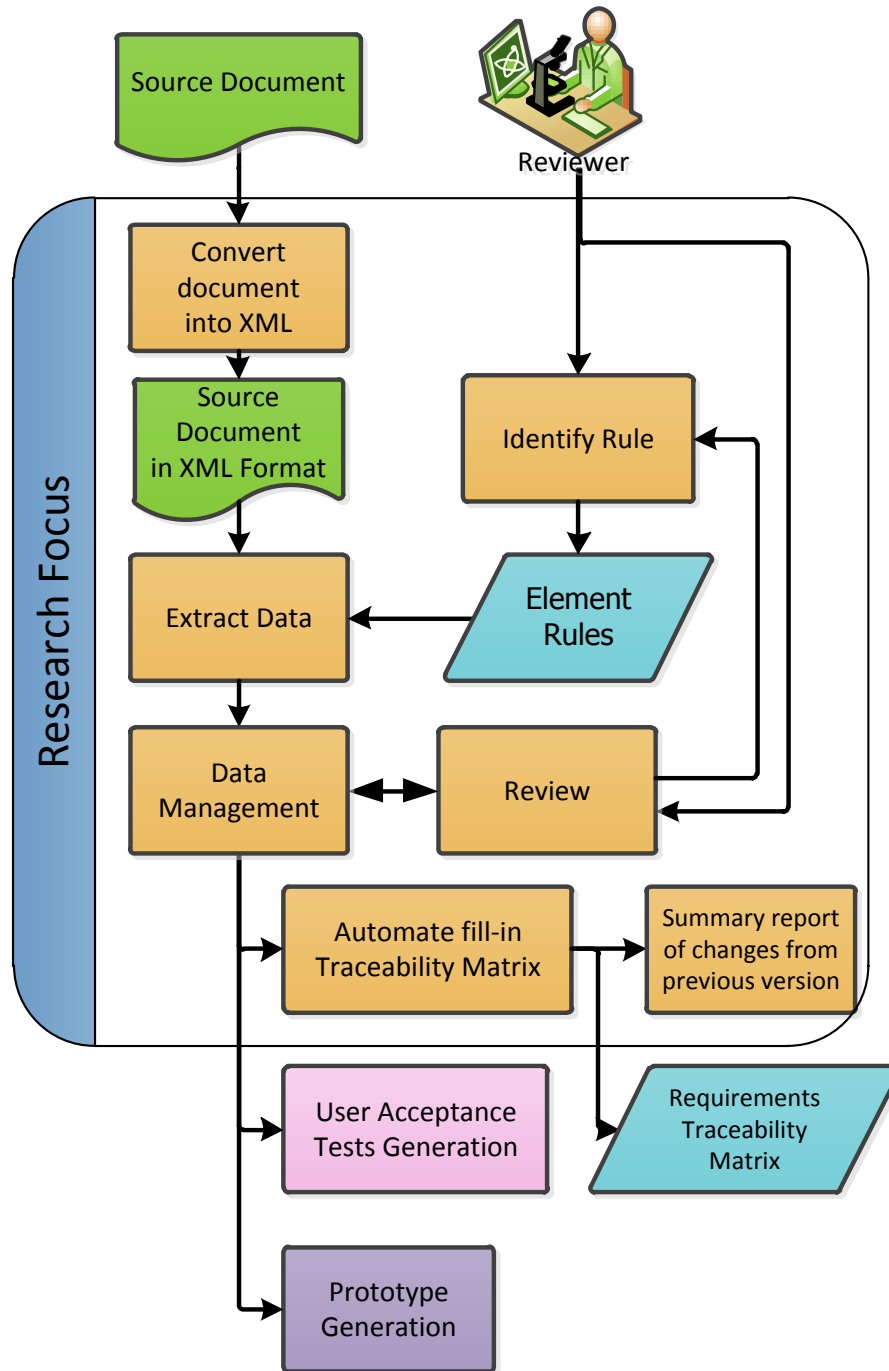 Source Document
Reviewer
Research Focus
Convert
document
into XML
Source
Document
in XML Format
Identify Rule
Extract Data
Element
Rules
Data
Management
Review
Automate fill-in
Traceability Matrix
Summary report
of changes from
previous version
User Acceptance
Tests Generation
Requirements
Traceability
Matrix
Prototype
Generation